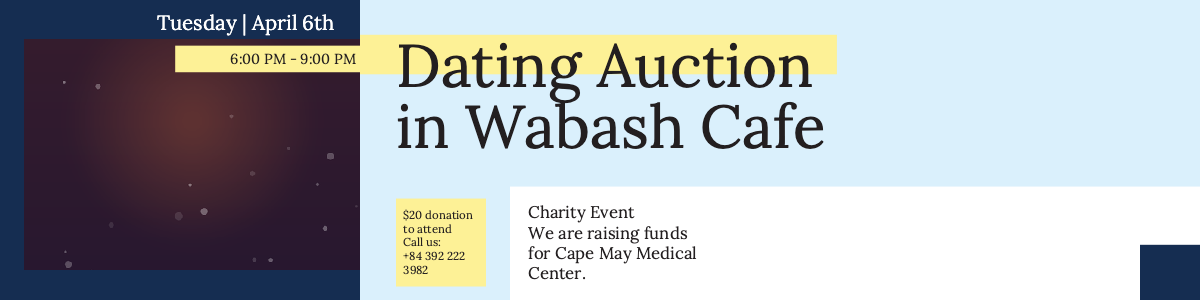 Tuesday | April 6th
6:00 PM - 9:00 PM
Dating Auction
in Wabash Cafe
$20 donation
to attend
Call us:
+84 392 222
3982
Charity Event
We are raising funds
for Cape May Medical
Center.